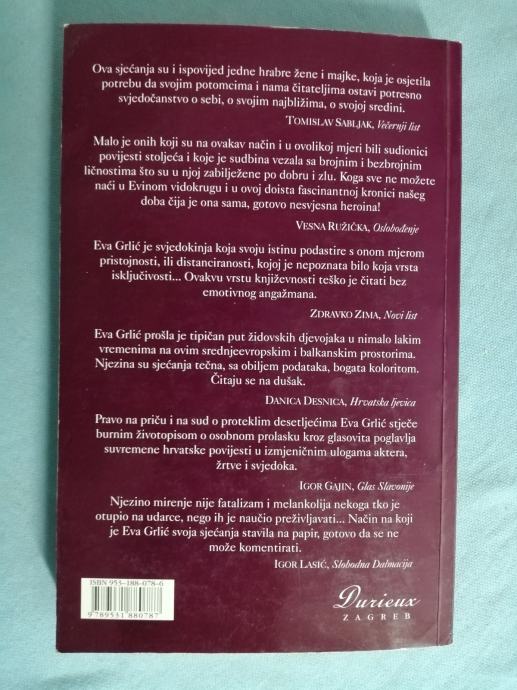 Ova sjećanja su i ispovijed jedne hrabre žene i majke, koja je osjetila
potrebu da svojim potomcima i nama čitateljima ostavi potresno
svjedočanstvo o sebi, o svojim najbližima, o svojoj sredini.
TOMISLAV SABLJAK, Večernji list
Malo je onih koji su na ovakav način i u ovolikoj mjeri bili sudionici
povijesti stoljeća i koje je sudbina vezala sa brojnim i bezbrojnim
ličnostima što su u njoj zabilježene po dobru i zlu. Koga sve ne možete
naći u Evinom vidokrugu i u ovoj doista fascinantnoj kronici našeg
doba čija je ona sama, gotovo nesvjesna heroina!
VESNA RUŽIČKA, Oslobođenje
Eva Grlić je svjedokinja koja svoju istinu podastire s onom mjerom
pristojnosti, ili distanciranosti, kojoj je nepoznata bilo koja vrsta
isključivosti... Ovakvu vrstu književnosti teško je čitati bez
emotivnog angažmana.
ZDRAVKO ZIMA, Novi list
Eva Grlić prošla je tipičan put židovskih djevojaka u nimalo lakim
vremenima na ovim srednjeevropskim i balkanskim prostorima.
Njezina su sjećanja tečna, sa obiljem podataka, bogata koloritom.
Čitaju se na dušak.
DANICA DESNICA, Hrvatska ljevica
Pravo na priču i na sud o proteklim desetljećima Eva Grlić stječe
burnim životopisom o osobnom prolasku kroz glasovita poglavlja
suvremene hrvatske povijesti u izmjeničnim ulogama aktera,
žrtve i svjedoka.
IGOR GAJIN, Glas Slavonije
Njezino mirenje nije fatalizam i melankolija nekoga tko je
otupio na udarce, nego ih je naučio preživljavati... Način na koji
je Eva Grlić svoja sjećanja stavila na papir, gotovo da se ne
može komentirati.
IGOR LASIĆ, Slobodna Dalmacija
ISBN 953-188-078-6
9789531880787
Durieux
ZAGREB